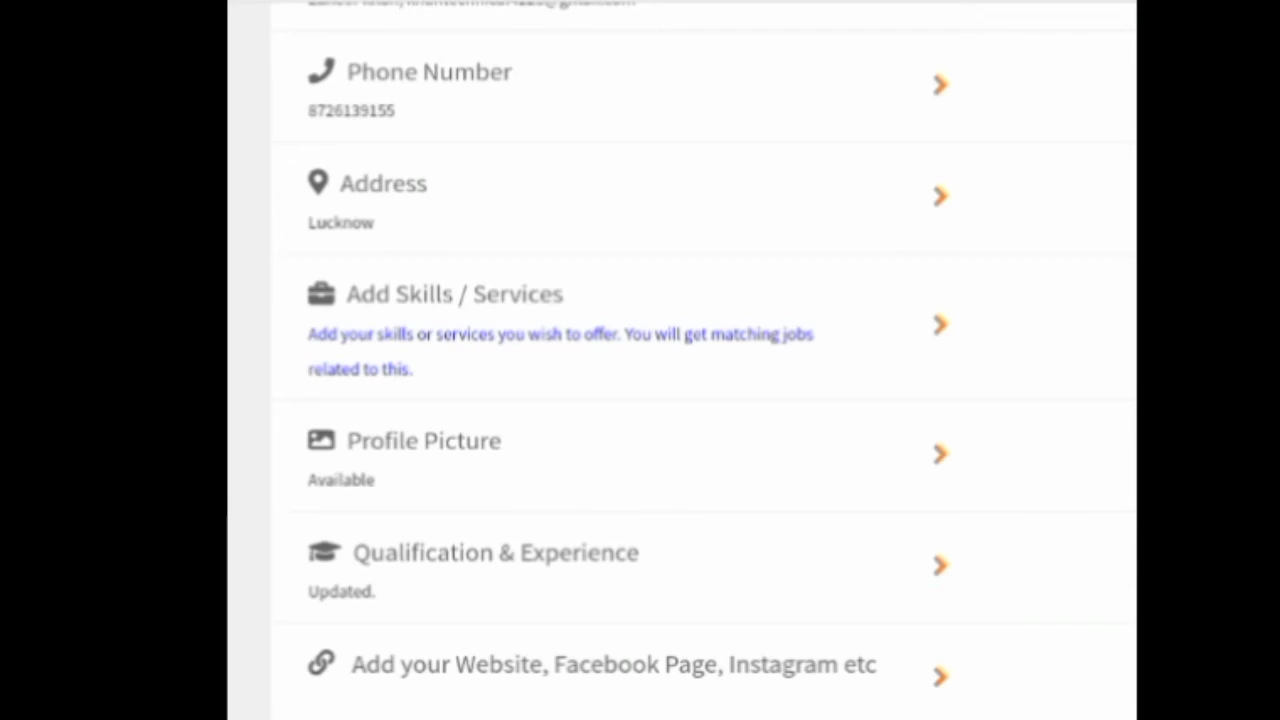 Phone Number
8726139155
Address
Lucknow
Add Skills / Services
Add your skills or services you wish to offer. You will get matching jobs
related to this.
Profile Picture
Available
Qualification & Experience
Updated.
Add your Website, Facebook Page, Instagram etc